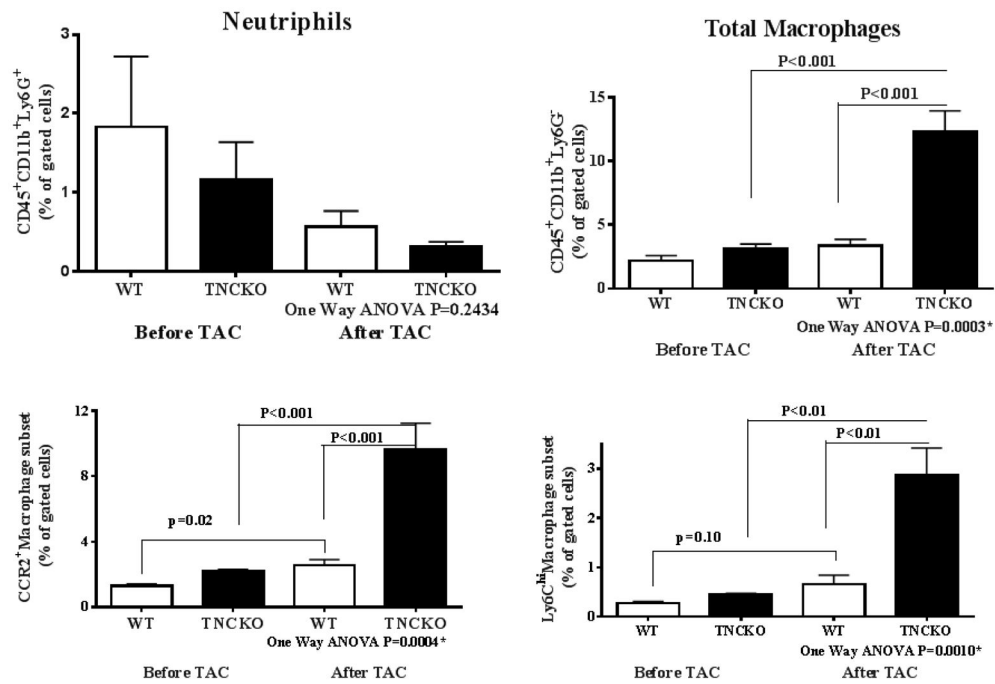 Neutriphils
CD45+CD11b+Ly6G+
(% of gated cells)
3
2
1
0
WT TNCKO WT TNCKO
One Way ANOVA P=0.2434
Before TAC After TAC
Total Macrophages
P<0.001
P<0.001
CD45+CD11b+Ly6G-
(% of gated cells)
15
10
5
0
WT TNCKO WT TNCKO
One Way ANOVA P=0.0003*
Before TAC After TAC
CCR2+Macrophage subset
(% of gated cells)
12
8
4
0
P<0.001
P<0.001
p=0.02
WT TNCKO WT TNCKO
One Way ANOVA P=0.0004*
Before TAC After TAC
Ly6ChiMacrophage subset
(% of gated cells)
3
2
1
0
P<0.01
P<0.01
p=0.10
WT TNCKO WT TNCKO
One Way ANOVA P=0.0010*
Before TAC After TAC